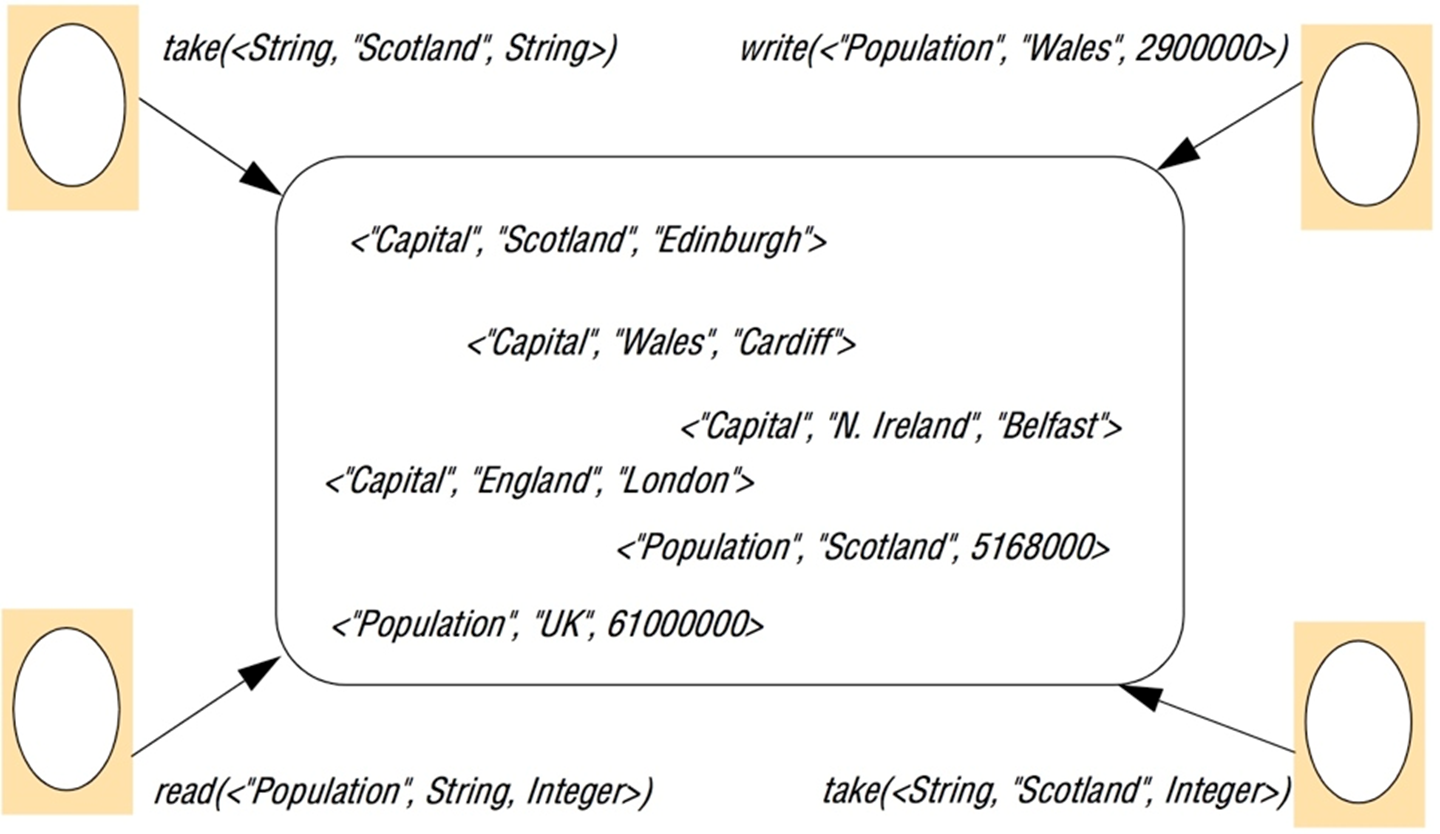 take(<String, "Scotland", String>)
write(<"Population", "Wales", 2900000>)
<"Capital", "Scotland", "Edinburgh">
<"Capital", "Wales", "Cardiff">
<"Capital", "N. Ireland", "Belfast">
<"Capital", "England", "London">
<"Population", "Scotland", 5168000>
<"Population", "UK", 61000000>
read(<"Population", String, Integer>)
take(<String, "Scotland", Integer>)